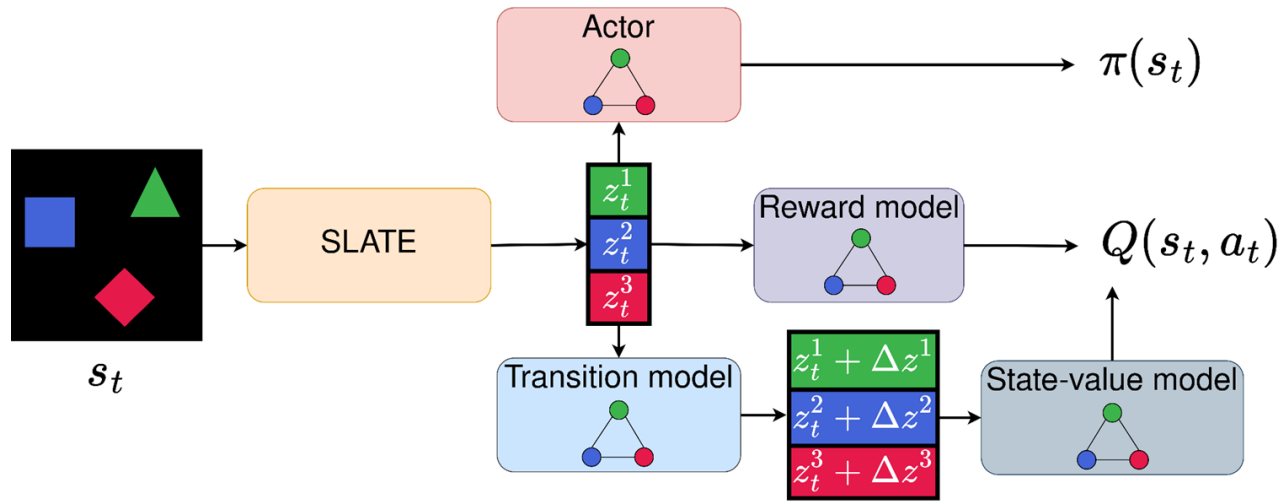 Actor
π(s_t)
z_t^1
z_t^2
z_t^3
SLATE
Reward model
Q(s_t, a_t)
s_t
Transition model
z_t^1 + Δz^1
z_t^2 + Δz^2
z_t^3 + Δz^3
State-value model